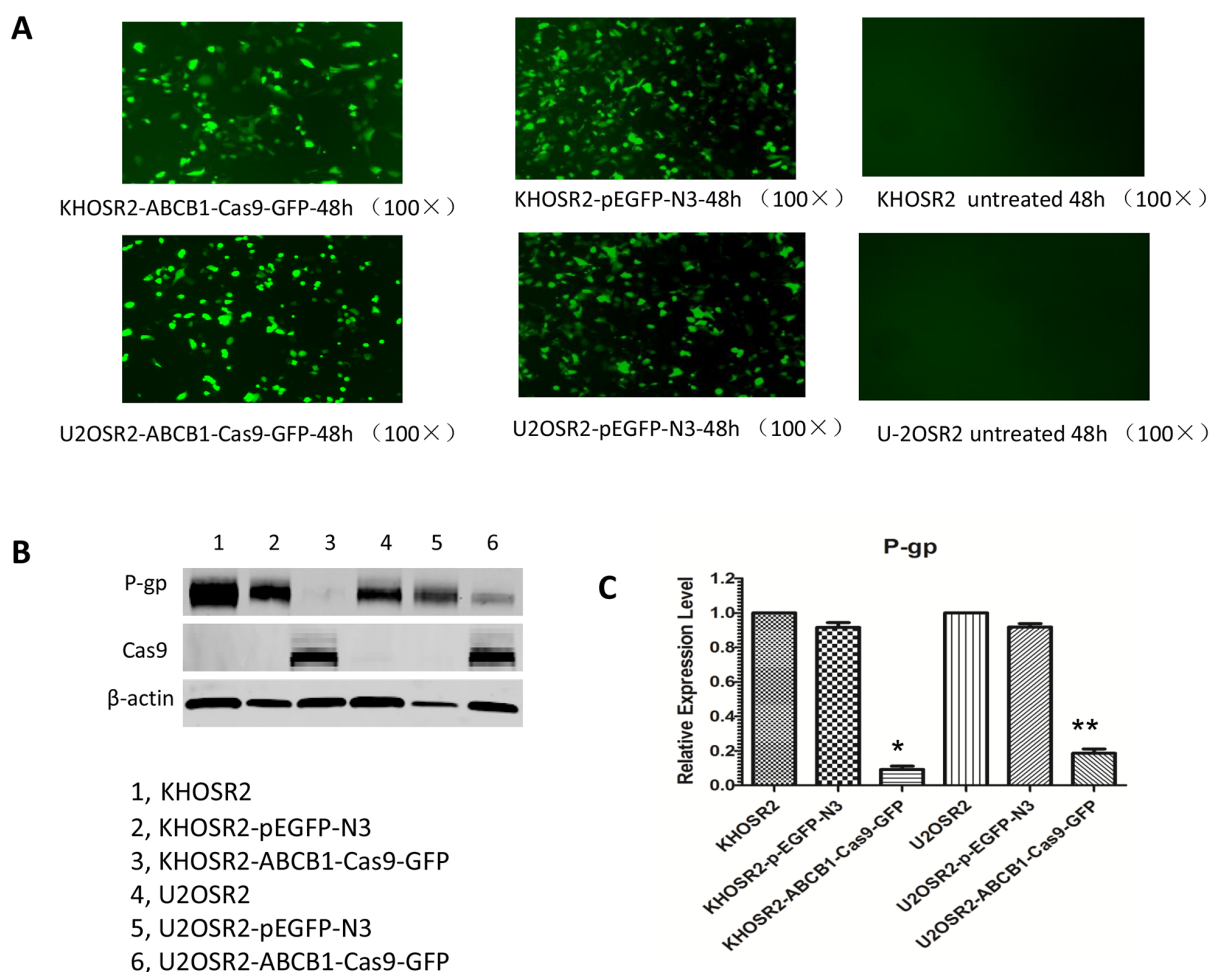 A
KHOSR2-ABCB1-Cas9-GFP-48h （100×）
KHOSR2-pEGFP-N3-48h （100×）
KHOSR2 untreated 48h （100×）
U2OSR2-ABCB1-Cas9-GFP-48h （100×）
U2OSR2-pEGFP-N3-48h （100×）
U-2OSR2 untreated 48h （100×）
B
1 2 3 4 5 6
P-gp
Cas9
β-actin
1, KHOSR2
2, KHOSR2-pEGFP-N3
3, KHOSR2-ABCB1-Cas9-GFP
4, U2OSR2
5, U2OSR2-pEGFP-N3
6, U2OSR2-ABCB1-Cas9-GFP
C
P-gp
Relative Expression Level
1.2
1.0
0.8
0.6
0.4
0.2
0.0
*
**
KHOSR2
KHOSR2-p-EGFP-N3
KHOSR2-ABCB1-Cas9-GFP
U2OSR2
U2OSR2-p-EGFP-N3
U2OSR2-ABCB1-Cas9-GFP